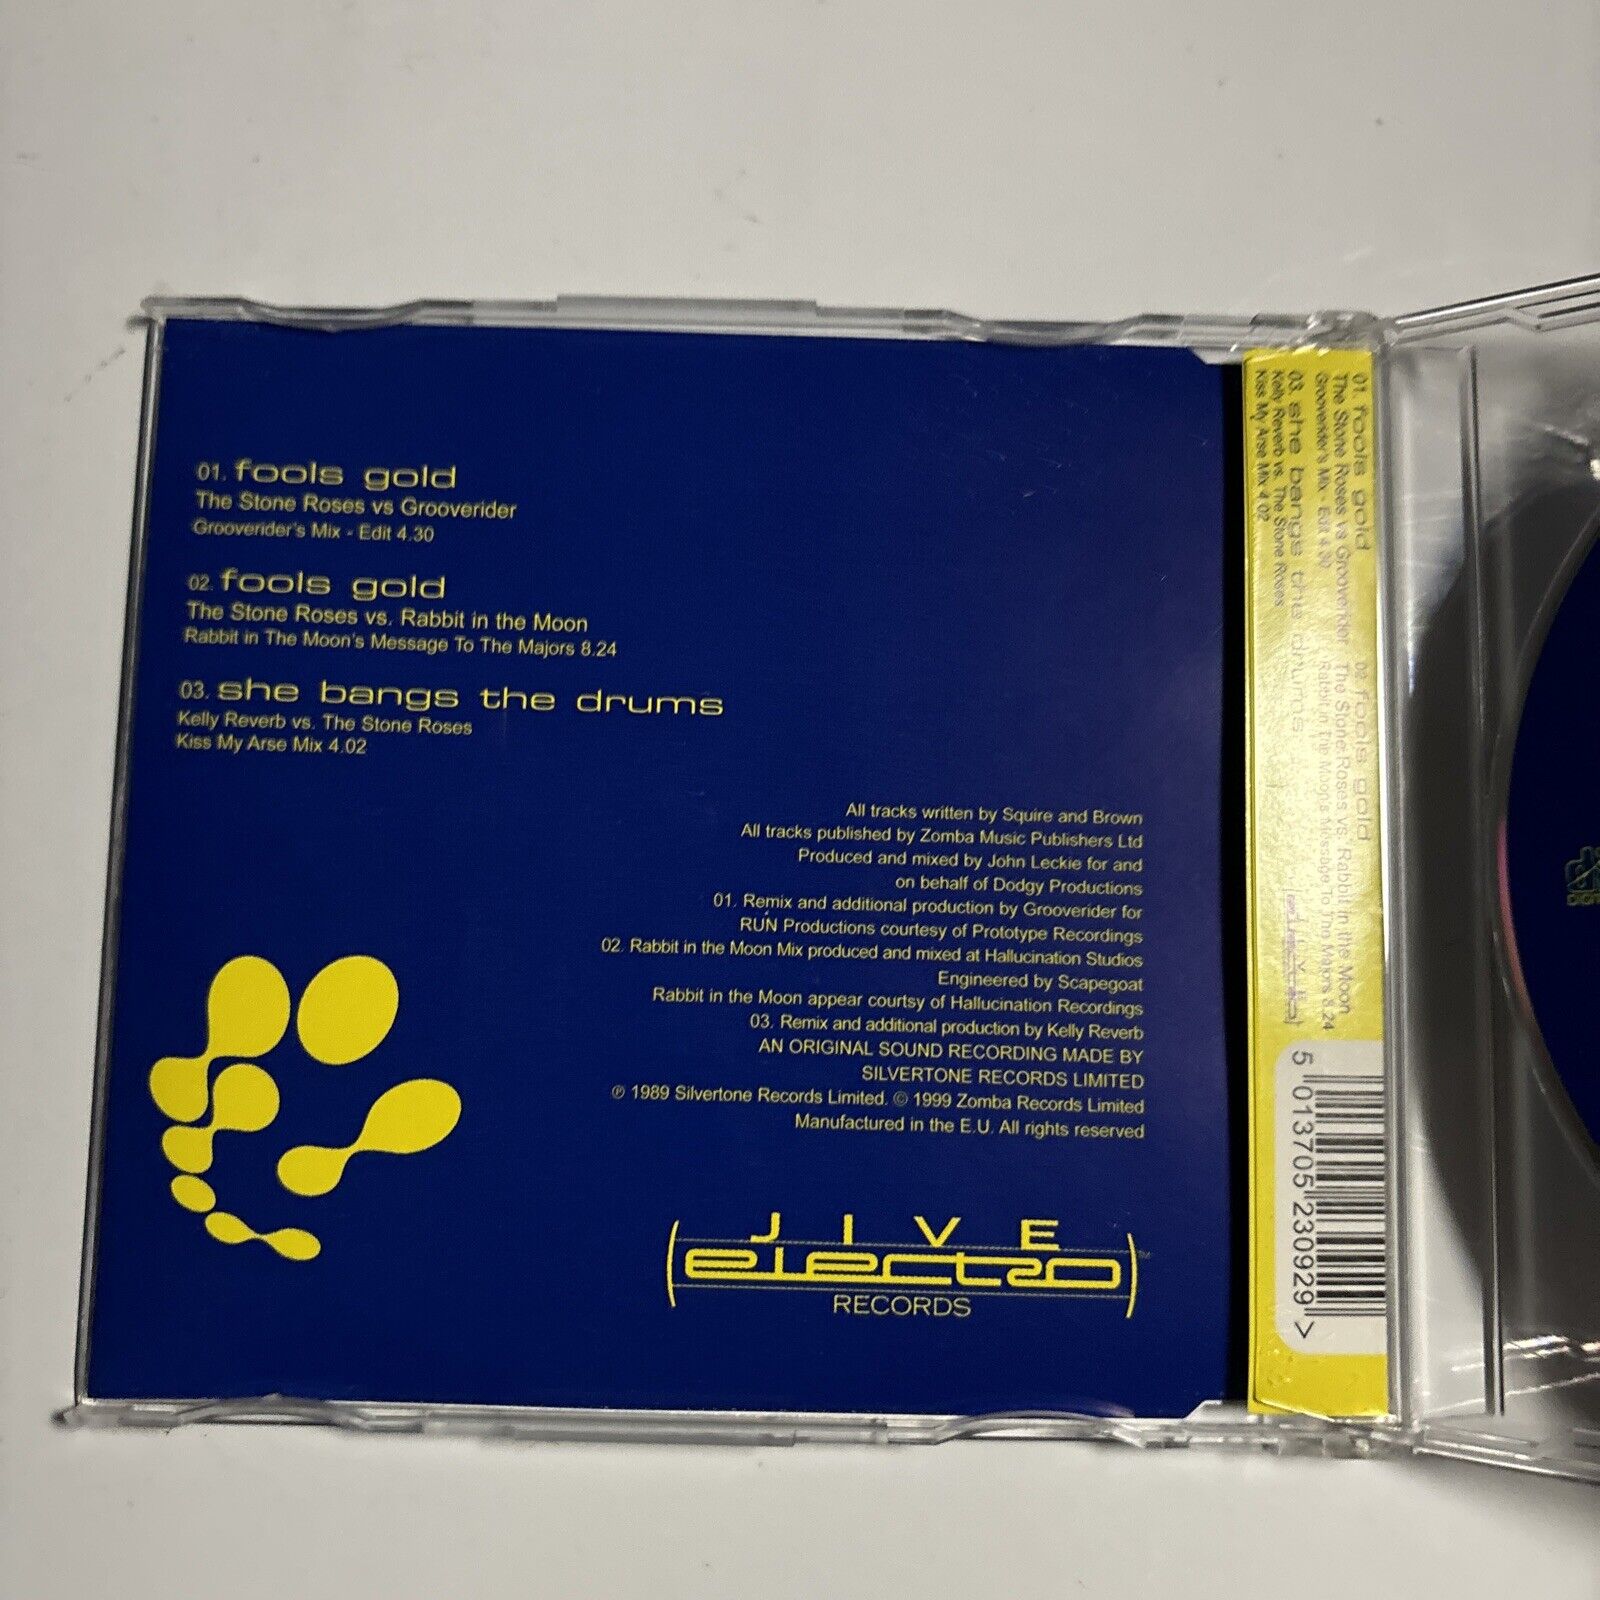 01. fools gold
The Stone Roses vs Grooverider
Grooverider's Mix - Edit 4.30
02. fools gold
The Stone Roses vs. Rabbit in the Moon
Rabbit in The Moon's Message To The Majors 8.24
03. she bangs the drums
Kelly Reverb vs. The Stone Roses
Kiss My Arse Mix 4.02
All tracks written by Squire and Brown
All tracks published by Zomba Music Publishers Ltd
Produced and mixed by John Leckie for and
on behalf of Dodgy Productions
01. Remix and additional production by Grooverider for
RUN Productions courtesy of Prototype Recordings
02. Rabbit in the Moon Mix produced and mixed at Hallucination Studios
Engineered by Scapegoat
Rabbit in the Moon appear courtsy of Hallucination Recordings
03. Remix and additional production by Kelly Reverb
AN ORIGINAL SOUND RECORDING MADE BY
SILVERTONE RECORDS LIMITED
℗ 1989 Silvertone Records Limited. © 1999 Zomba Records Limited
Manufactured in the E.U. All rights reserved
JIVE
electro
RECORDS
TM
01. fools gold
The Stone Roses vs Grooverider
Grooverider's Mix - Edit 4.30
02. fools gold
The Stone Roses vs. Rabbit in the Moon
Rabbit in The Moon's Message To The Majors 8.24
03. she bangs the drums
Kelly Reverb vs. The Stone Roses
Kiss My Arse Mix 4.02
5 013705 230929 >